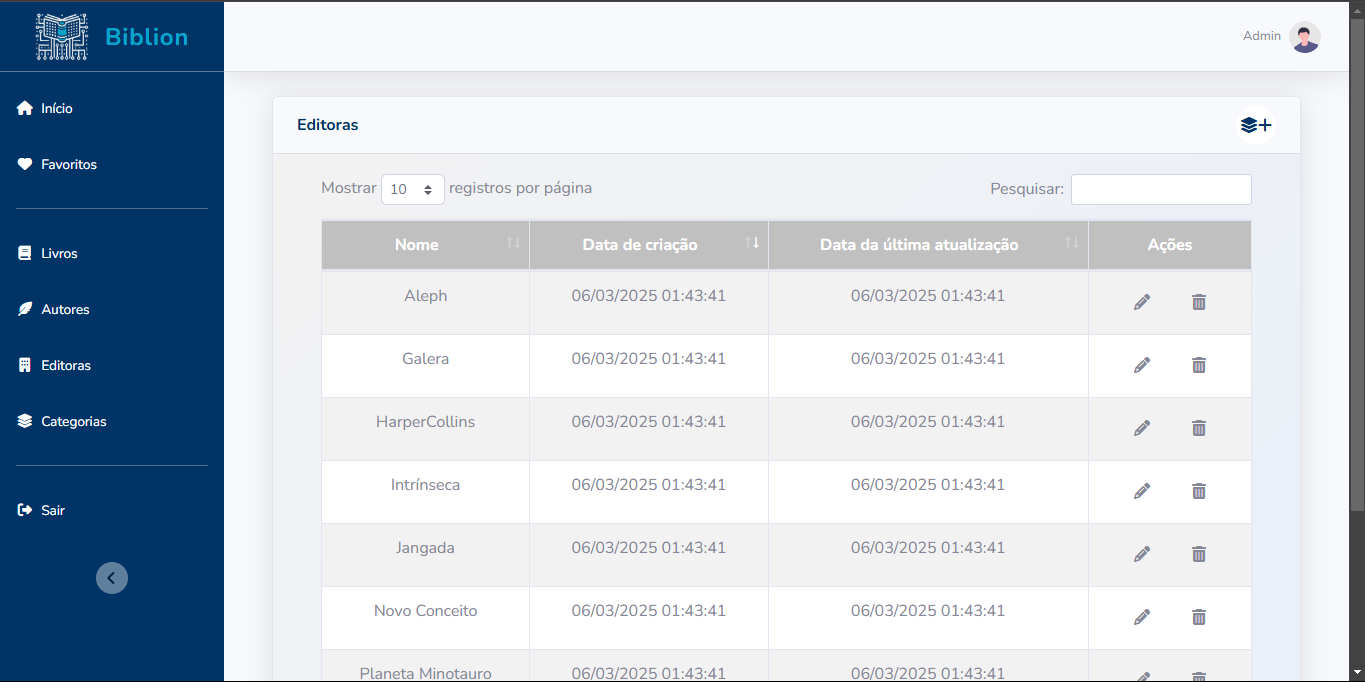 Biblion
Admin
Início
Favoritos
Livros
Autores
Editoras
Categorias
Sair
Editoras
Mostrar 10 registros por página
Pesquisar:
Nome Data de criação Data da última atualização Ações
Aleph 06/03/2025 01:43:41 06/03/2025 01:43:41
Galera 06/03/2025 01:43:41 06/03/2025 01:43:41
HarperCollins 06/03/2025 01:43:41 06/03/2025 01:43:41
Intrínseca 06/03/2025 01:43:41 06/03/2025 01:43:41
Jangada 06/03/2025 01:43:41 06/03/2025 01:43:41
Novo Conceito 06/03/2025 01:43:41 06/03/2025 01:43:41
Planeta Minotauro 06/03/2025 01:43:41 06/03/2025 01:43:41